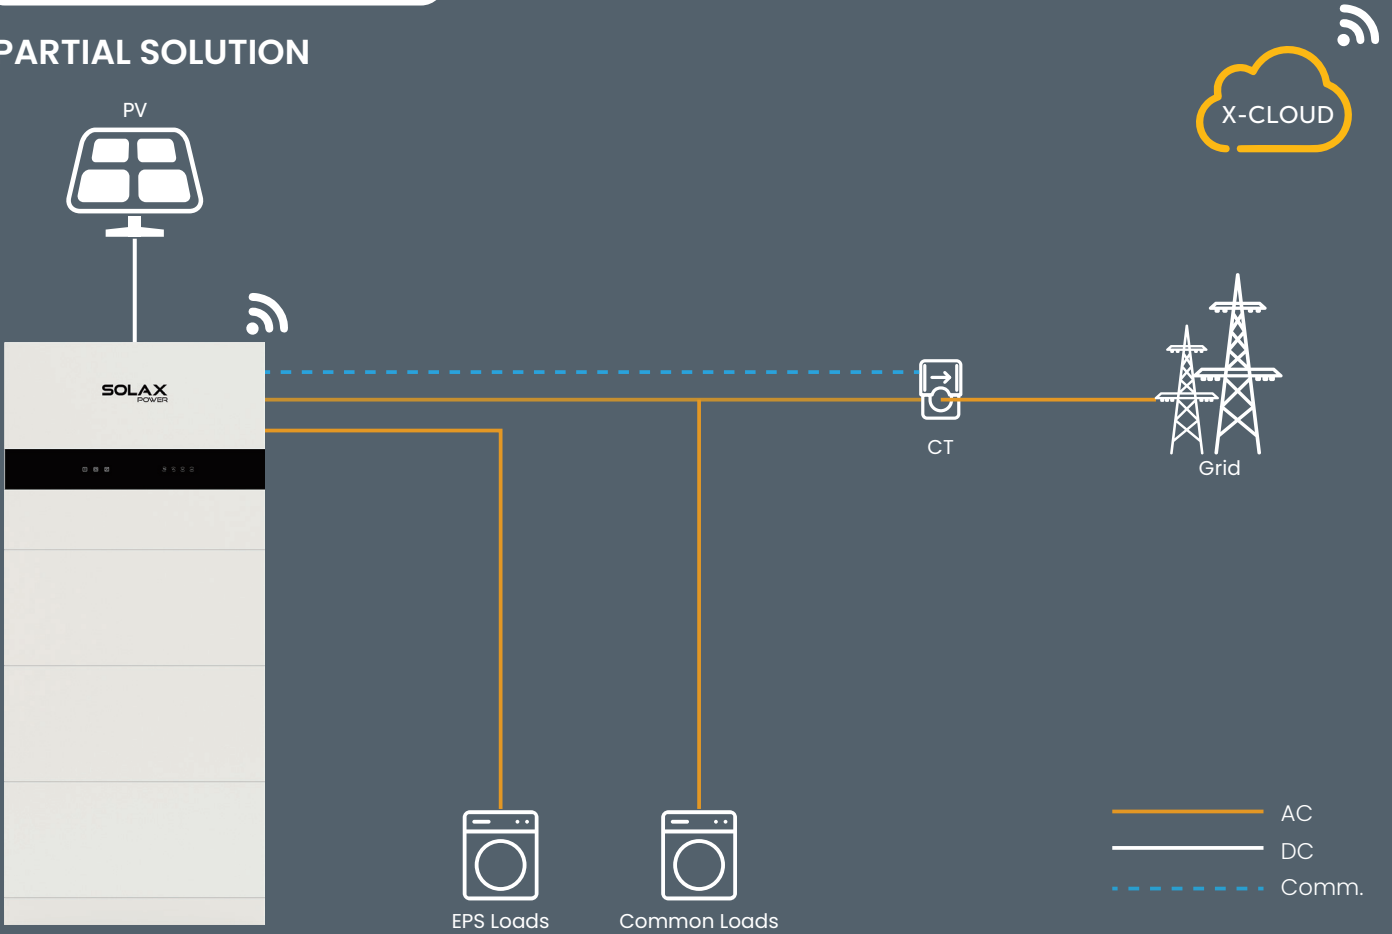 PARTIAL SOLUTION
PV
X-CLOUD
SOLAX
POWER
CT
Grid
EPS Loads
Common Loads
AC
DC
Comm.